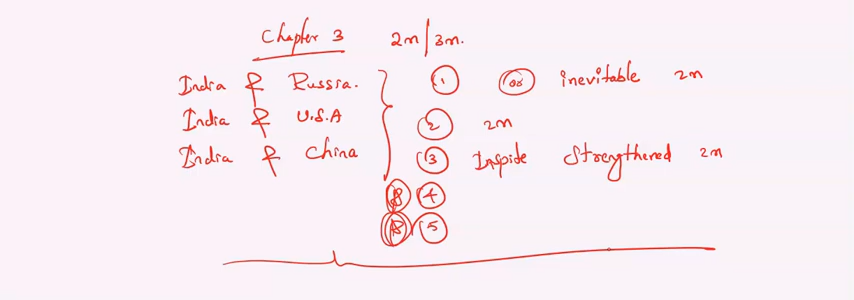 Chapter 3 2m/3m.
India & Russia. 1 inevitable 2m
India & U.S.A 2 2m
India & China 3 Inspite Strengthened 2m
4
5